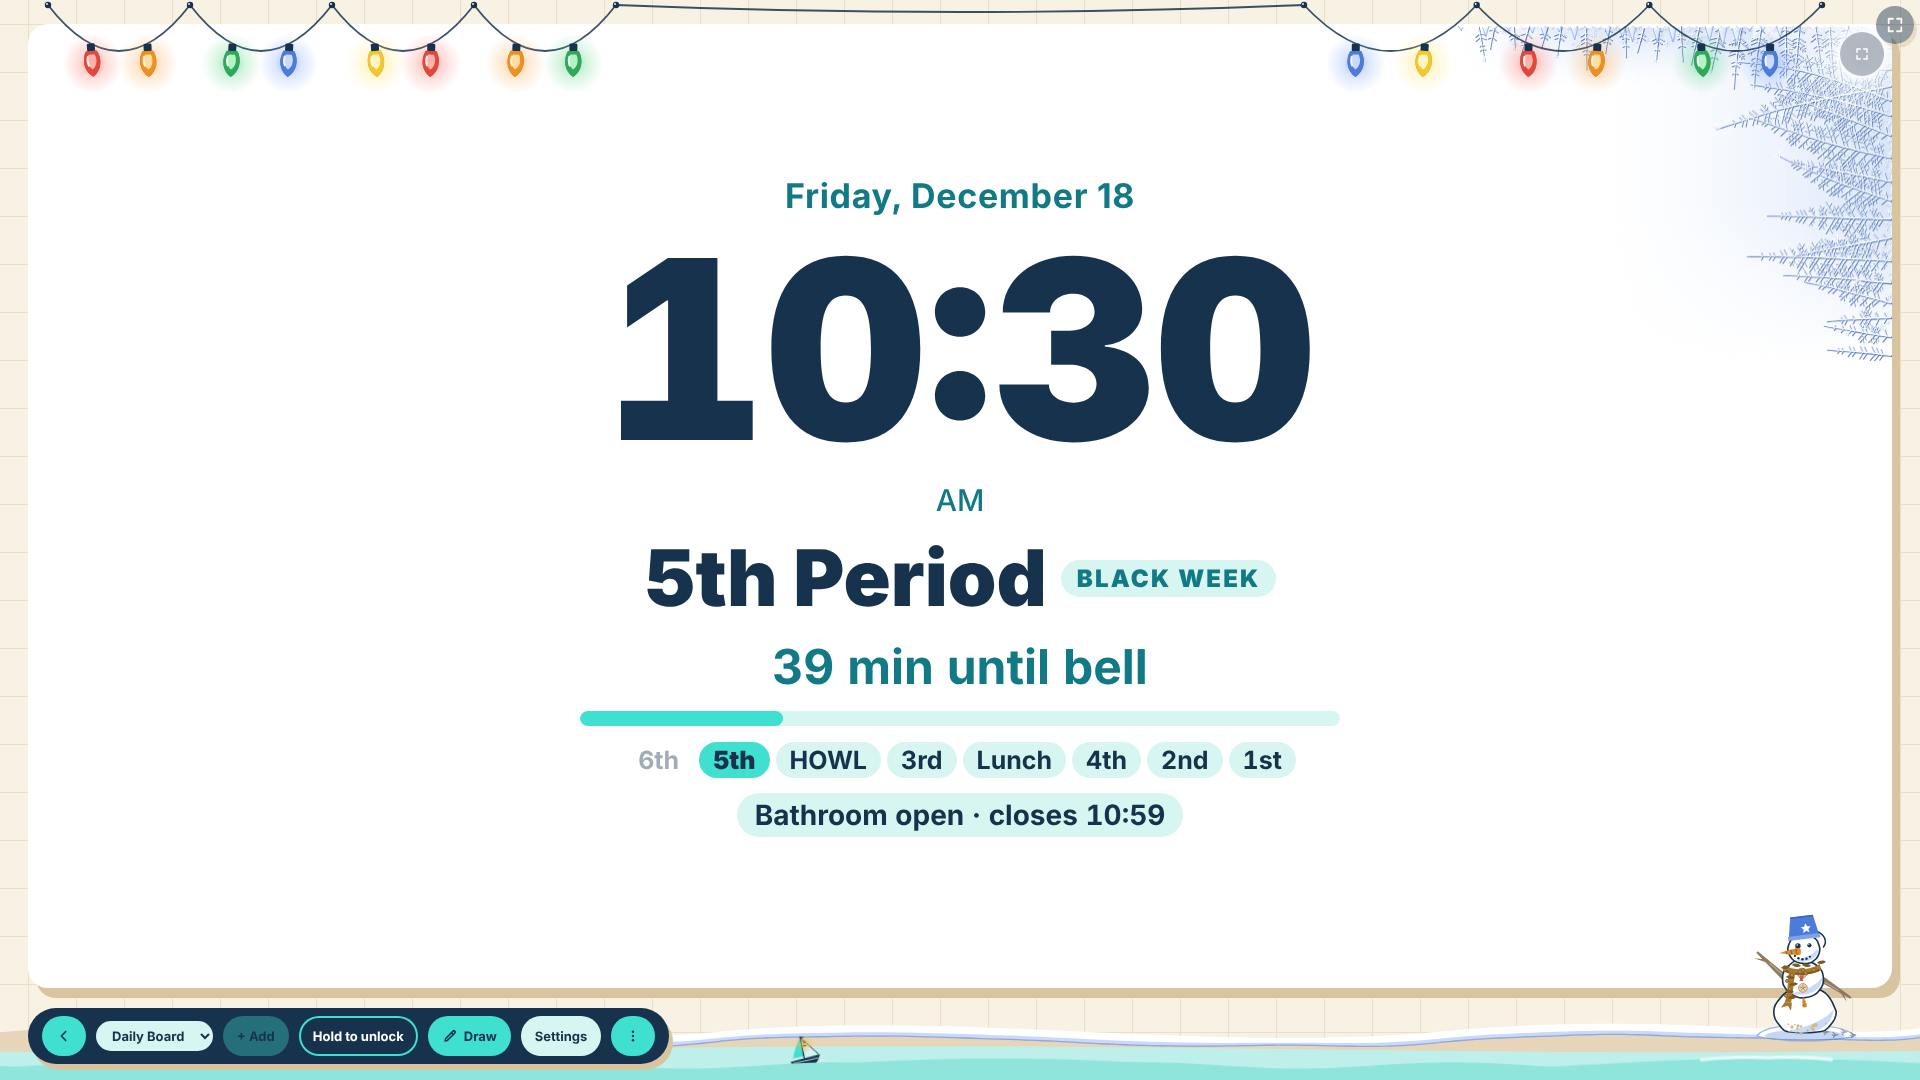 Friday, December 18
10:30
AM
5th Period BLACK WEEK
39 min until bell
6th 5th HOWL 3rd Lunch 4th 2nd 1st
Bathroom open · closes 10:59
Daily Board + Add Hold to unlock Draw Settings